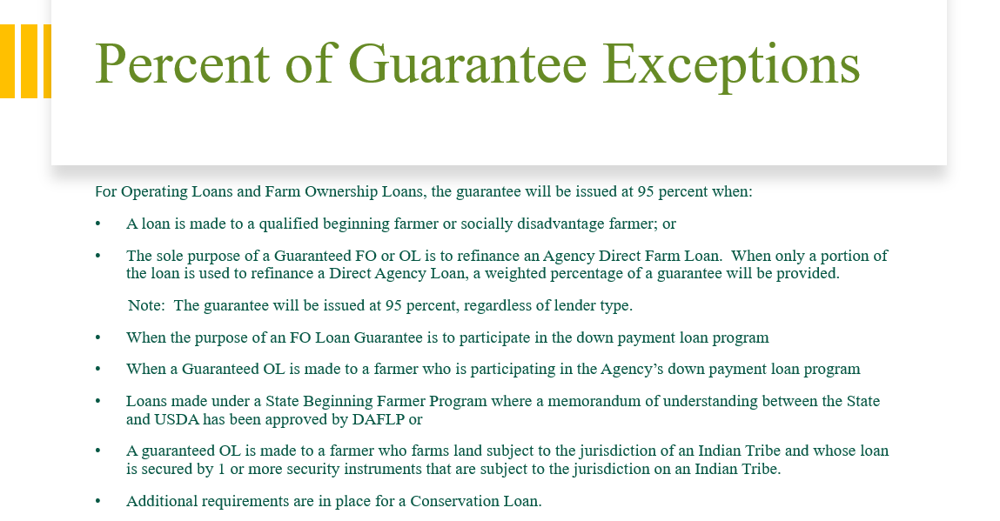 Percent of Guarantee Exceptions
For Operating Loans and Farm Ownership Loans, the guarantee will be issued at 95 percent when:
• A loan is made to a qualified beginning farmer or socially disadvantage farmer; or
• The sole purpose of a Guaranteed FO or OL is to refinance an Agency Direct Farm Loan.  When only a portion of
the loan is used to refinance a Direct Agency Loan, a weighted percentage of a guarantee will be provided.
Note:  The guarantee will be issued at 95 percent, regardless of lender type.
• When the purpose of an FO Loan Guarantee is to participate in the down payment loan program
• When a Guaranteed OL is made to a farmer who is participating in the Agency’s down payment loan program
• Loans made under a State Beginning Farmer Program where a memorandum of understanding between the State
and USDA has been approved by DAFLP or
• A guaranteed OL is made to a farmer who farms land subject to the jurisdiction of an Indian Tribe and whose loan
is secured by 1 or more security instruments that are subject to the jurisdiction on an Indian Tribe.
• Additional requirements are in place for a Conservation Loan.